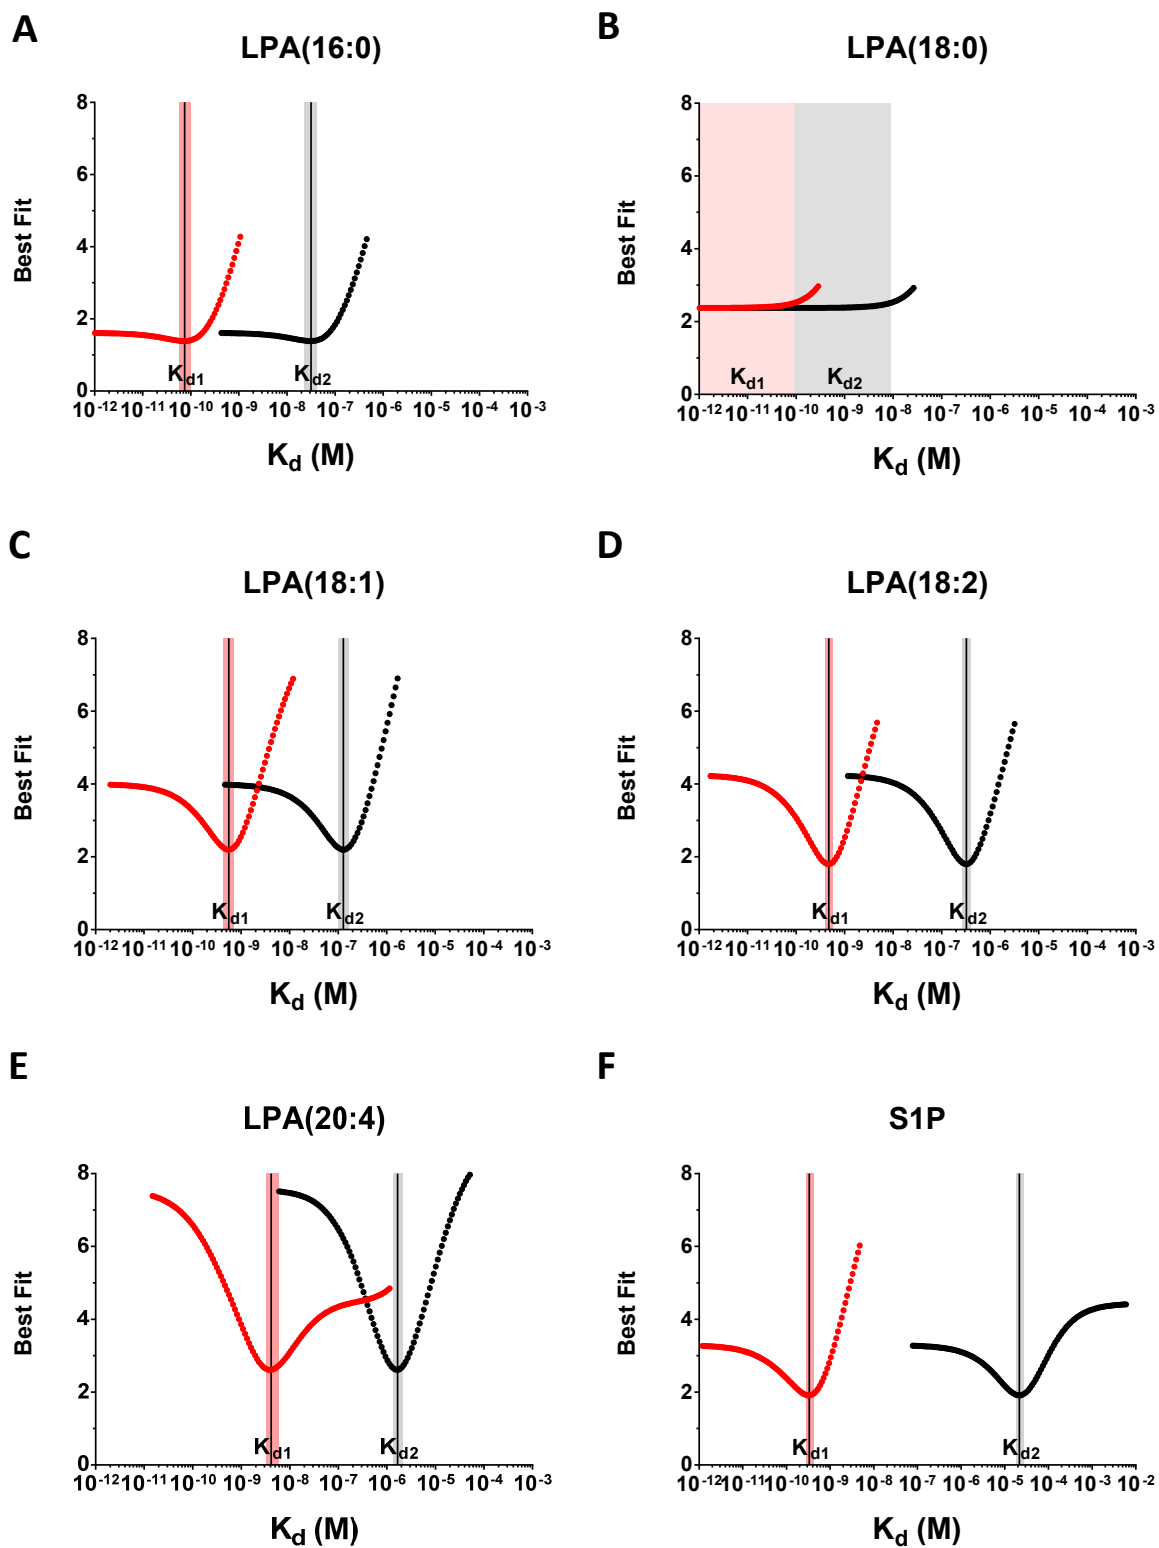 A
LPA(16:0)
Best Fit
8
6
4
2
0
Kd1
Kd2
10-12 10-11 10-10 10-9 10-8 10-7 10-6 10-5 10-4 10-3
Kd (M)
B
LPA(18:0)
Best Fit
8
6
4
2
0
Kd1
Kd2
10-12 10-11 10-10 10-9 10-8 10-7 10-6 10-5 10-4 10-3
Kd (M)
C
LPA(18:1)
Best Fit
8
6
4
2
0
Kd1
Kd2
10-12 10-11 10-10 10-9 10-8 10-7 10-6 10-5 10-4 10-3
Kd (M)
D
LPA(18:2)
Best Fit
8
6
4
2
0
Kd1
Kd2
10-12 10-11 10-10 10-9 10-8 10-7 10-6 10-5 10-4 10-3
Kd (M)
E
LPA(20:4)
Best Fit
8
6
4
2
0
Kd1
Kd2
10-12 10-11 10-10 10-9 10-8 10-7 10-6 10-5 10-4 10-3
Kd (M)
F
S1P
Best Fit
8
6
4
2
0
Kd1
Kd2
10-12 10-11 10-10 10-9 10-8 10-7 10-6 10-5 10-4 10-3 10-2
Kd (M)